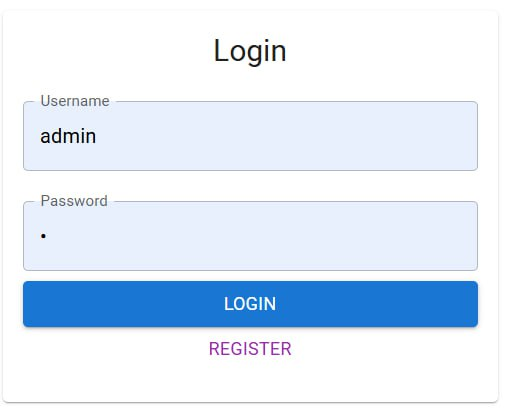 Login
Username
admin
Password
•
LOGIN
REGISTER